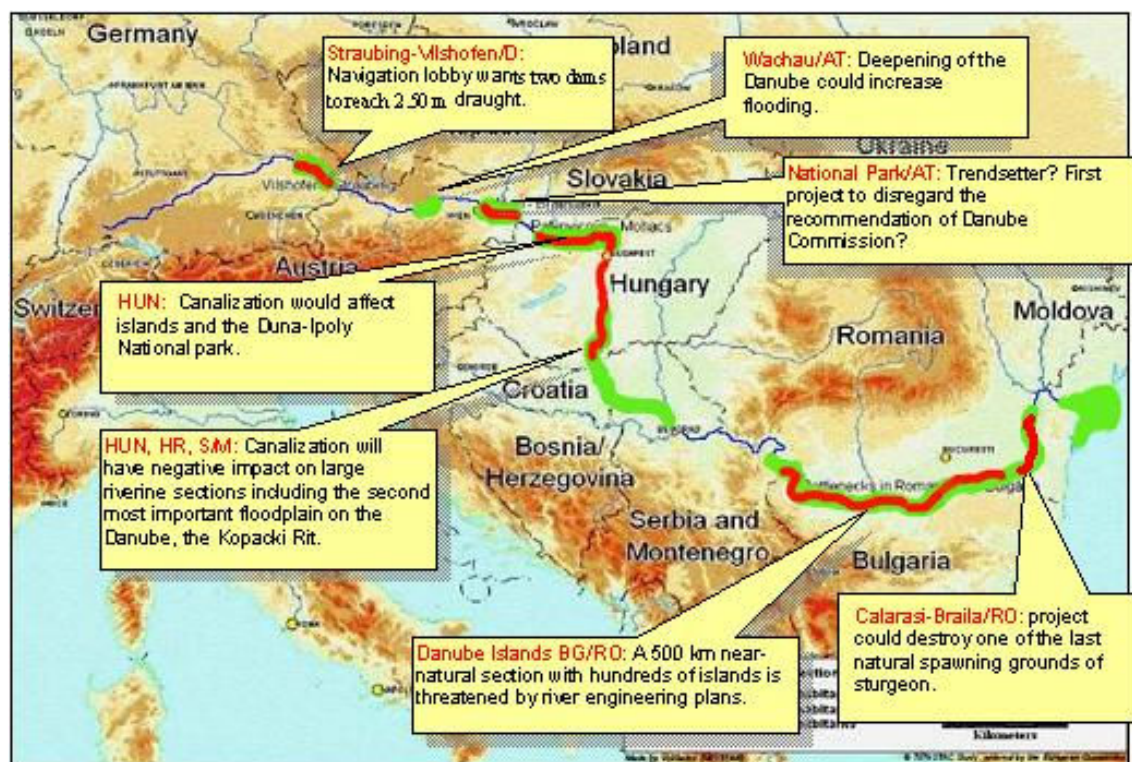 Germany
Straubing-Vilshofen/D:
Navigation lobby wants two dams
to reach 2.50 m draught.
Wachau/AT: Deepening of the
Danube could increase
flooding.
Ukraine
Slovakia
National Park/AT: Trendsetter? First
project to disregard the
recommendation of Danube
Commission?
Austria
Hungary
BUDAPEST
Moldova
HUN: Canalization would affect
islands and the Duna-Ipoly
National park.
Romania
Croatia
HUN, HR, S/M: Canalization will
have negative impact on large
riverine sections including the second
most important floodplain on the
Danube, the Kopacki Rit.
Bosnia/
Herzegovina
BUCURESTI
Serbia and
Montenegro
Bulgaria
Calarasi-Braila/RO: project
could destroy one of the last
natural spawning grounds of
sturgeon.
Danube Islands BG/RO: A 500 km near-
natural section with hundreds of islands is
threatened by river engineering plans.
Kilometers